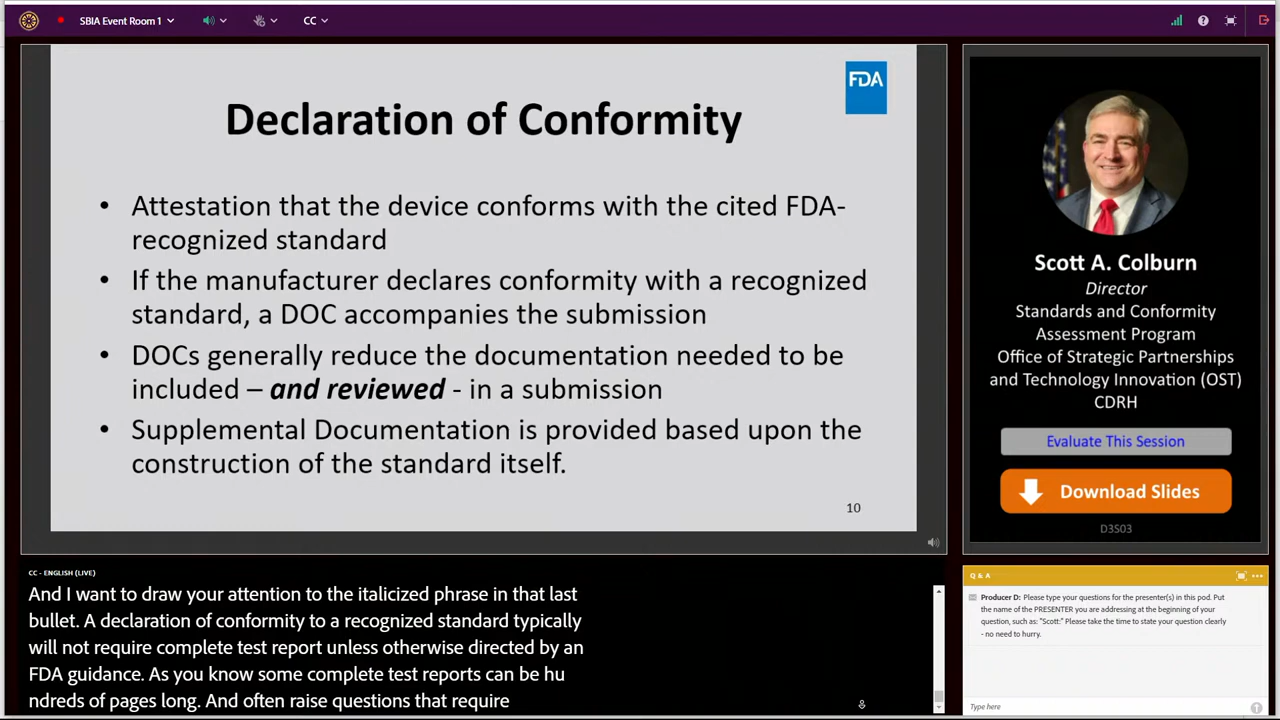 SBIA Event Room 1
CC
FDA
Declaration of Conformity
• Attestation that the device conforms with the cited FDA-
recognized standard
• If the manufacturer declares conformity with a recognized
standard, a DOC accompanies the submission
• DOCs generally reduce the documentation needed to be
included – and reviewed - in a submission
• Supplemental Documentation is provided based upon the
construction of the standard itself.
10
Scott A. Colburn
Director
Standards and Conformity
Assessment Program
Office of Strategic Partnerships
and Technology Innovation (OST)
CDRH
Evaluate This Session
Download Slides
D3S03
CC - ENGLISH (LIVE)
And I want to draw your attention to the italicized phrase in that last
bullet. A declaration of conformity to a recognized standard typically
will not require complete test report unless otherwise directed by an
FDA guidance. As you know some complete test reports can be hu
ndreds of pages long. And often raise questions that require
Q & A
Producer D: Please type your questions for the presenter(s) in this pod. Put
the name of the PRESENTER you are addressing at the beginning of your
question, such as: "Scott:" Please take the time to state your question clearly
- no need to hurry.
Type here